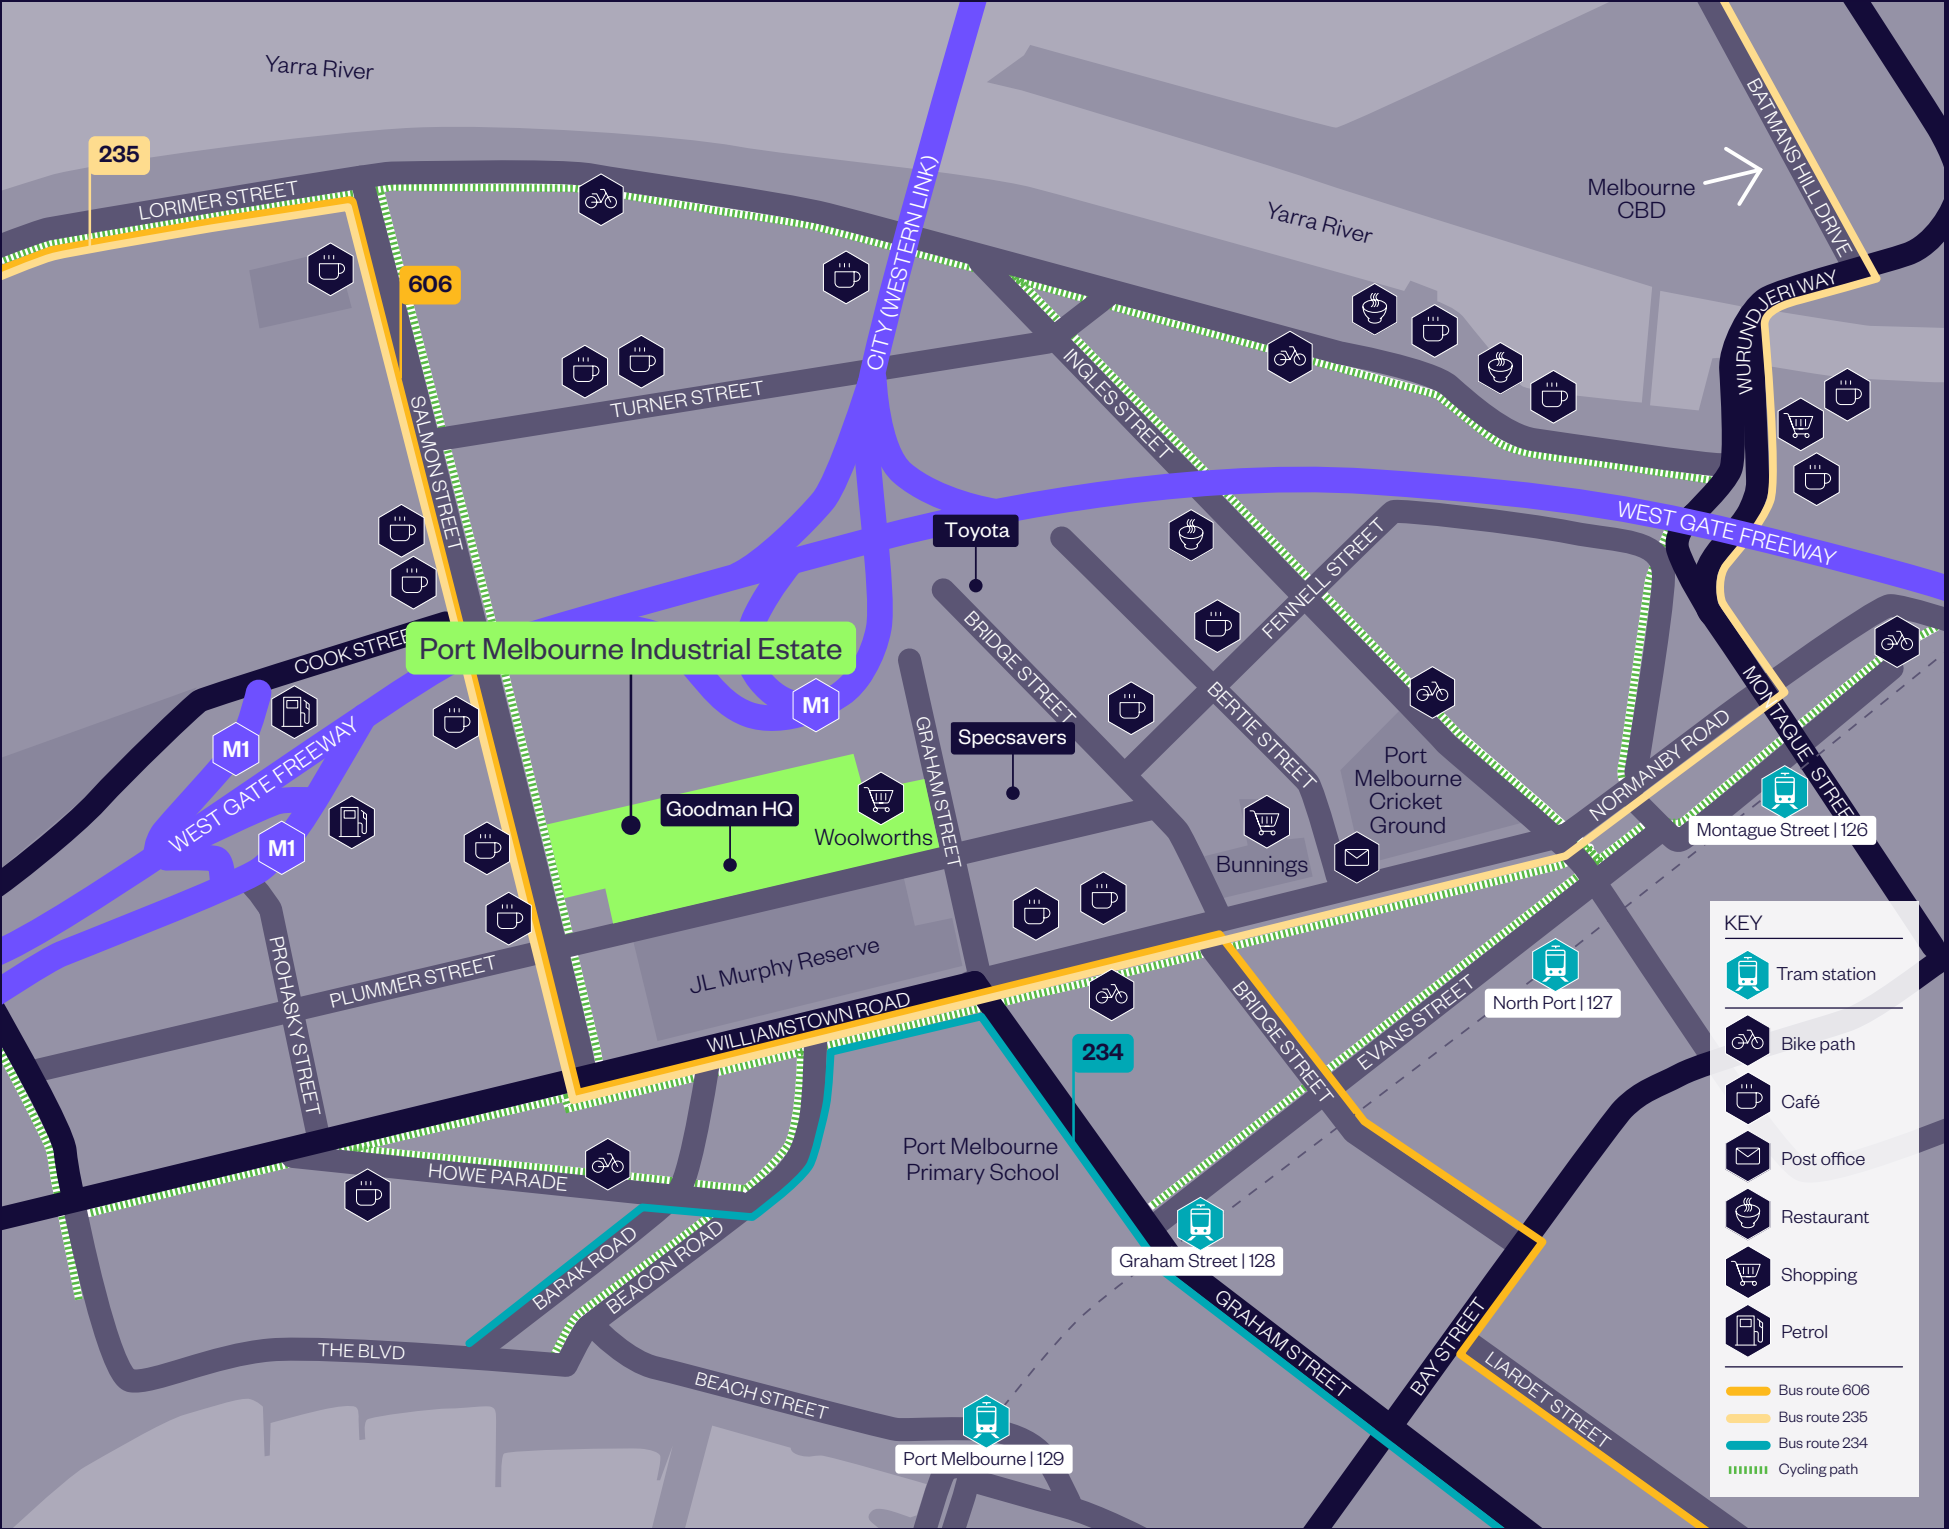 Yarra River
235
LORIMER STREET
606
CITY (WESTERN LINK)
BATMANS HILL DRIVE
Melbourne
CBD
Yarra River
WURUNDJERI WAY
TURNER STREET
INGLES STREET
SALMON STREET
WEST GATE FREEWAY
Toyota
FENNELL STREET
COOK STREE
Port Melbourne Industrial Estate
BRIDGE STREET
BERTIE STREET
M1
M1
M1
WEST GATE FREEWAY
GRAHAM STREET
Specsavers
Port
Melbourne
Cricket
Ground
NORMANBY ROAD
MONTAGUE STREE
Montague Street | 126
Goodman HQ
Woolworths
Bunnings
JL Murphy Reserve
PLUMMER STREET
PROHASKY STREET
WILLIAMSTOWN ROAD
234
BRIDGE STREET
EVANS STREET
North Port | 127
Port Melbourne
Primary School
HOWE PARADE
BARAK ROAD
BEACON ROAD
Graham Street | 128
GRAHAM STREET
BAY STREET
LIARDET STREET
THE BLVD
BEACH STREET
Port Melbourne | 129
KEY
Tram station
Bike path
Café
Post office
Restaurant
Shopping
Petrol
Bus route 606
Bus route 235
Bus route 234
Cycling path